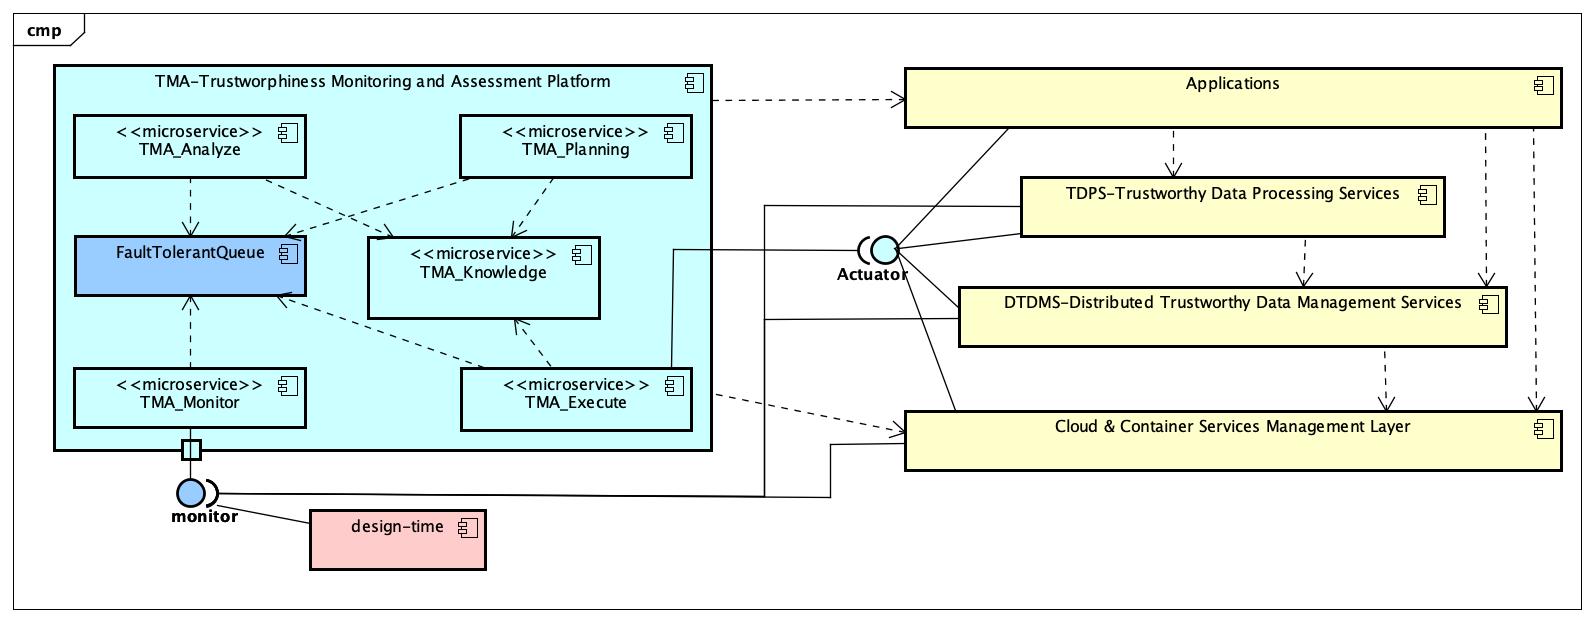 cmp
TMA-Trustworphiness Monitoring and Assessment Platform
Applications
<<microservice>>
TMA_Analyze
<<microservice>>
TMA_Planning
TDPS-Trustworthy Data Processing Services
FaultTolerantQueue
<<microservice>>
TMA_Knowledge
Actuator
DTDMS-Distributed Trustworthy Data Management Services
<<microservice>>
TMA_Monitor
<<microservice>>
TMA_Execute
Cloud & Container Services Management Layer
monitor
design-time